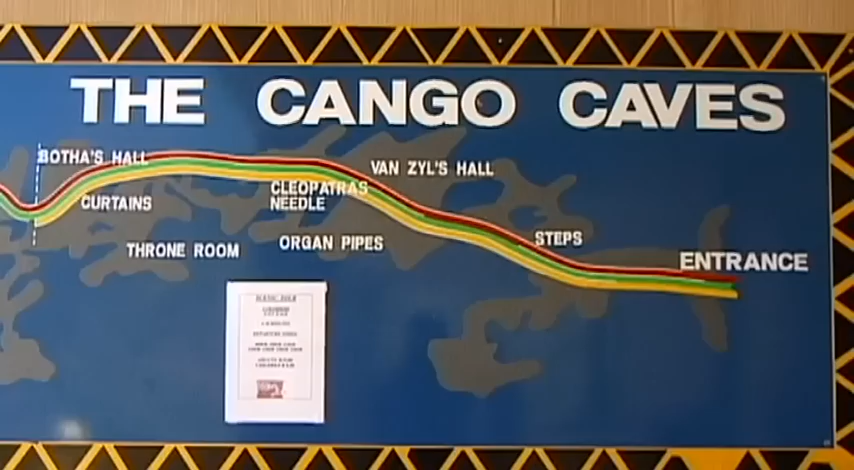 THE CANGO CAVES
BOTHA'S HALL
VAN ZYL'S HALL
CLEOPATRAS
NEEDLE
CURTAINS
THRONE ROOM
ORGAN PIPES
STEPS
ENTRANCE